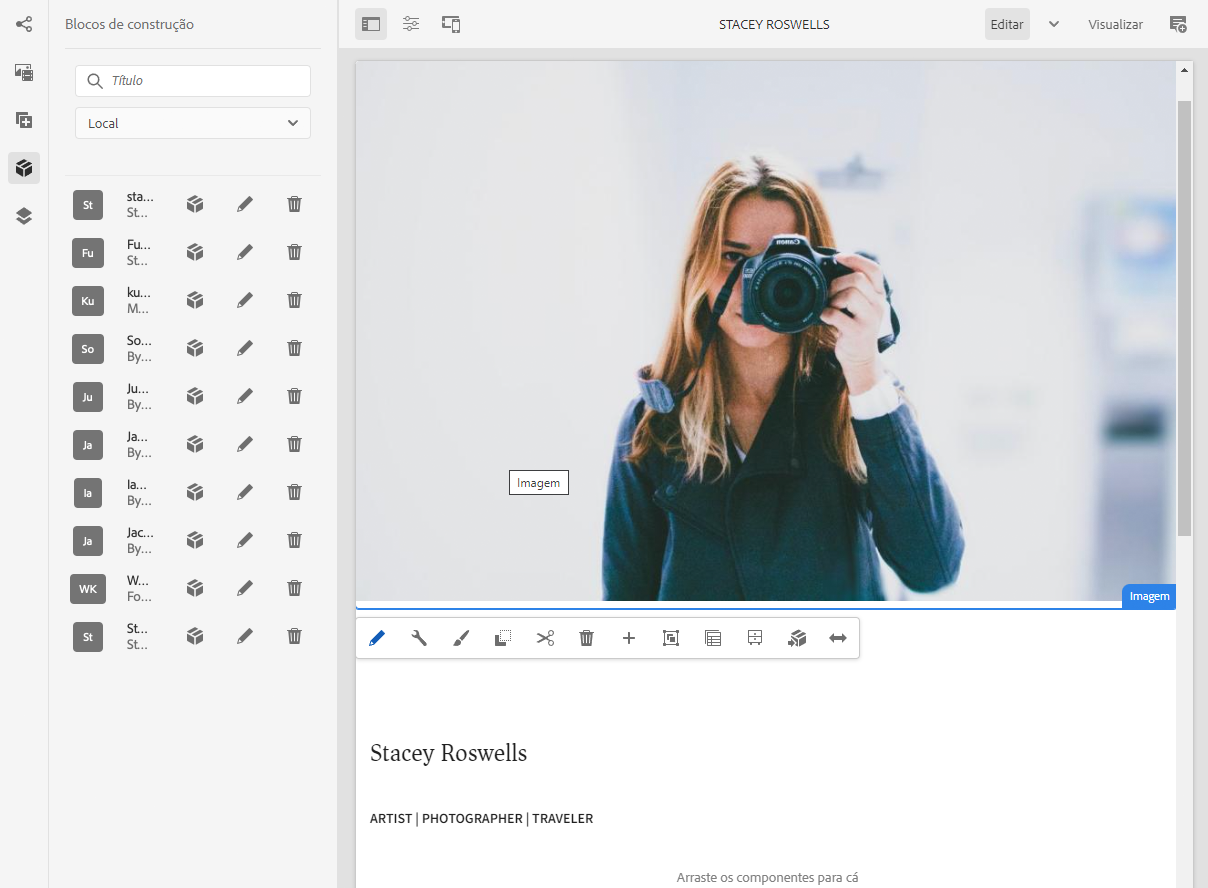 Blocos de construção
STACEY ROSWELLS
Editar
Visualizar
Título
Local
St
sta...
St...
Fu
Fu...
St...
Ku
ku...
M...
So
So...
By...
Ju
Ju...
By...
Ja
Ja...
By...
Ia
Ia...
By...
Ja
Jac...
By...
WK
W...
Fo...
St
St...
St...
Canon
Imagem
Imagem
Stacey Roswells
ARTIST | PHOTOGRAPHER | TRAVELER
Arraste os componentes para cá